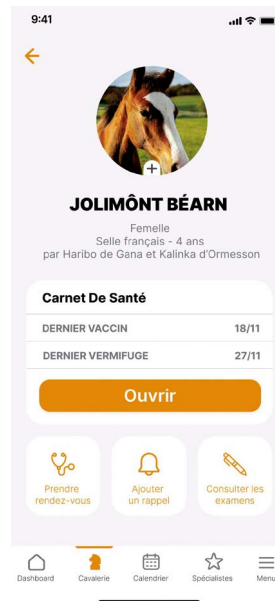 9:41
JOLIMÔNT BÉARN
Femelle
Selle français - 4 ans
par Haribo de Gana et Kalinka d'Ormesson
Carnet De Santé
DERNIER VACCIN 18/11
DERNIER VERMIFUGE 27/11
Ouvrir
Prendre
rendez-vous
Ajouter
un rappel
Consulter les
examens
Dashboard Cavalerie Calendrier Spécialistes Menu